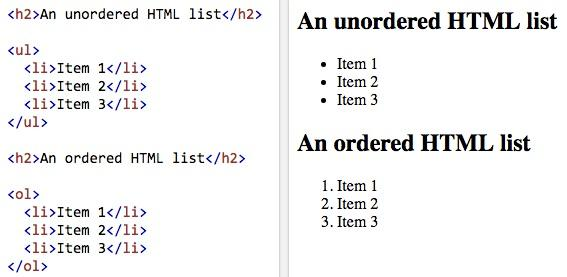 <h2>An unordered HTML list</h2>
<ul>
  <li>Item 1</li>
  <li>Item 2</li>
  <li>Item 3</li>
</ul>
<h2>An ordered HTML list</h2>
<ol>
  <li>Item 1</li>
  <li>Item 2</li>
  <li>Item 3</li>
</ol>
An unordered HTML list
• Item 1
• Item 2
• Item 3
An ordered HTML list
1. Item 1
2. Item 2
3. Item 3